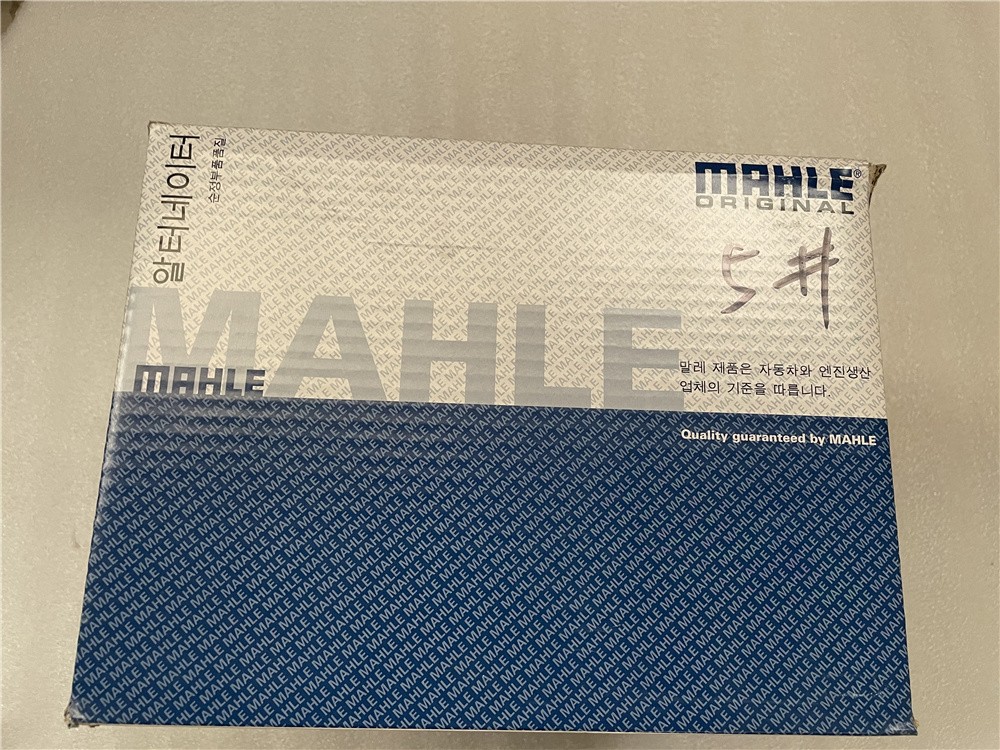 알터네이터
순정부품품질
MAHLE®
ORIGINAL
5#
MAHLE
MAHLE
말레 제품은 자동차와 엔진생산
업체의 기준을 따릅니다.
Quality guaranteed by MAHLE